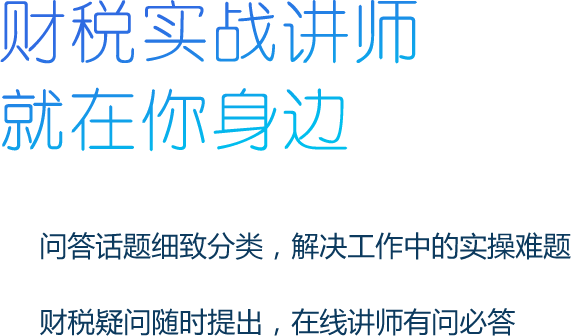 财税实战讲师
就在你身边
问答话题细致分类，解决工作中的实操难题
财税疑问随时提出，在线讲师有问必答